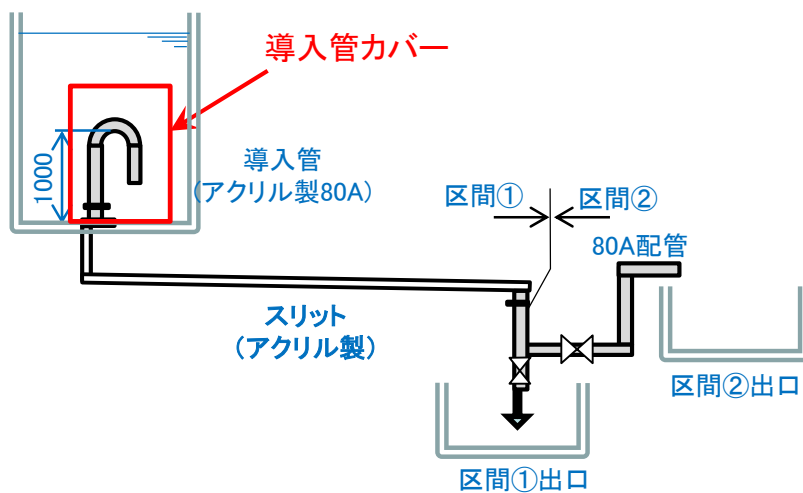 導入管カバー
1000
導入管
(アクリル製80A)
区間①
区間②
80A配管
スリット
(アクリル製)
区間②出口
区間①出口